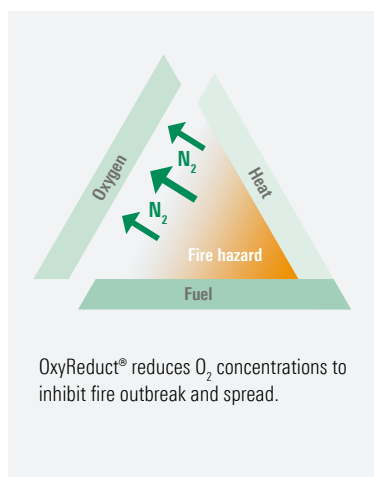 Oxygen
Heat
N₂
N₂
Fire hazard
Fuel
OxyReduct® reduces O₂ concentrations to
inhibit fire outbreak and spread.